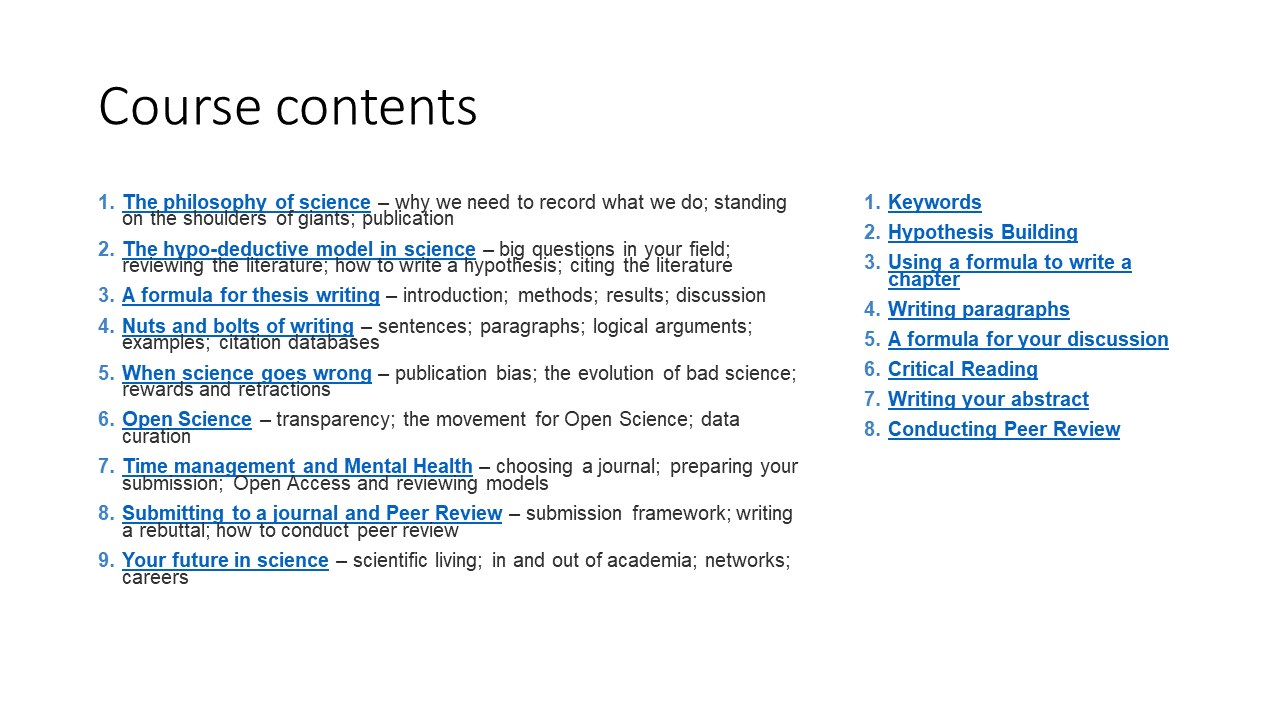 Course contents
1. The philosophy of science – why we need to record what we do; standing
on the shoulders of giants; publication
2. The hypo-deductive model in science – big questions in your field;
reviewing the literature; how to write a hypothesis; citing the literature
3. A formula for thesis writing – introduction; methods; results; discussion
4. Nuts and bolts of writing – sentences; paragraphs; logical arguments;
examples; citation databases
5. When science goes wrong – publication bias; the evolution of bad science;
rewards and retractions
6. Open Science – transparency; the movement for Open Science; data
curation
7. Time management and Mental Health – choosing a journal; preparing your
submission; Open Access and reviewing models
8. Submitting to a journal and Peer Review – submission framework; writing
a rebuttal; how to conduct peer review
9. Your future in science – scientific living; in and out of academia; networks;
careers
1. Keywords
2. Hypothesis Building
3. Using a formula to write a
chapter
4. Writing paragraphs
5. A formula for your discussion
6. Critical Reading
7. Writing your abstract
8. Conducting Peer Review